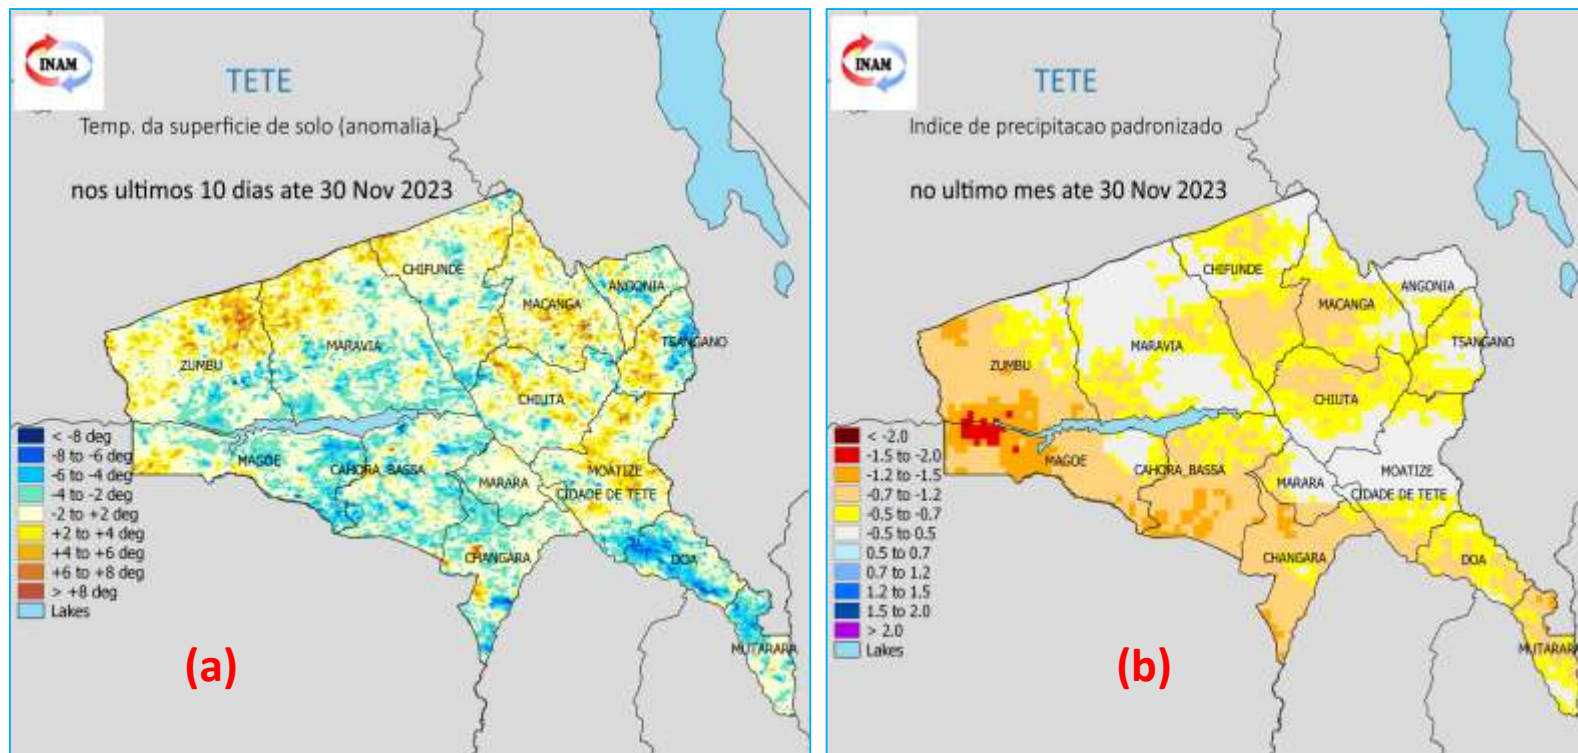 INAM
TETE
Temp. da superficie de solo (anomalia)
nos ultimos 10 dias ate 30 Nov 2023
CHIFUNDE
ANGONIA
MACANGA
TSANGANO
MARAVIA
ZUMBU
CHIUTA
MAGOE
CAHORA_BASSA
MOATIZE
MARARA
CIDADE DE TETE
CHANGARA
DOA
MUTARARA
< -8 deg
-8 to -6 deg
-6 to -4 deg
-4 to -2 deg
-2 to +2 deg
+2 to +4 deg
+4 to +6 deg
+6 to +8 deg
> +8 deg
Lakes
(a)
INAM
TETE
Indice de precipitacao padronizado
no ultimo mes ate 30 Nov 2023
CHIFUNDE
ANGONIA
MACANGA
TSANGANO
MARAVIA
ZUMBU
CHIUTA
MAGOE
CAHORA_BASSA
MOATIZE
MARARA
CIDADE DE TETE
CHANGARA
DOA
MUTARARA
< -2.0
-1.5 to -2.0
-1.2 to -1.5
-0.7 to -1.2
-0.5 to -0.7
-0.5 to 0.5
0.5 to 0.7
0.7 to 1.2
1.2 to 1.5
1.5 to 2.0
> 2.0
Lakes
(b)